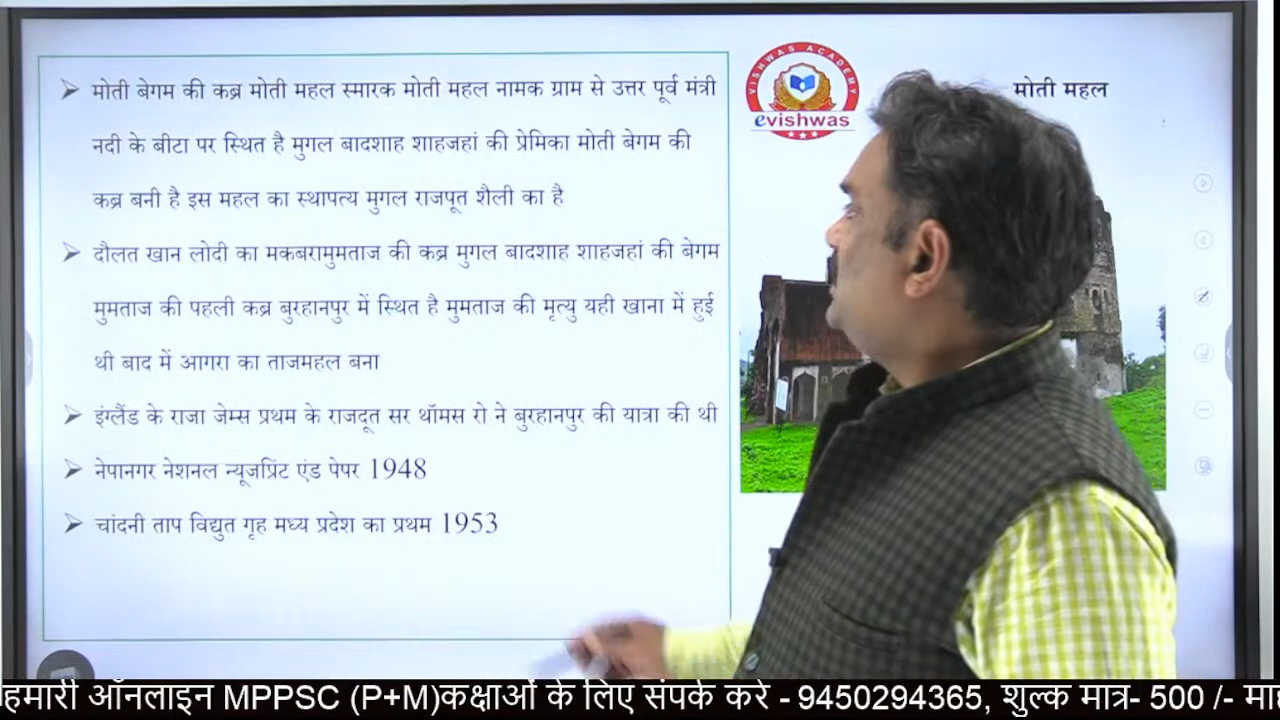 मोती बेगम की कब्र मोती महल स्मारक मोती महल नामक ग्राम से उत्तर पूर्व मंत्री
नदी के बीटा पर स्थित है मुगल बादशाह शाहजहां की प्रेमिका मोती बेगम की
कब्र बनी है इस महल का स्थापत्य मुगल राजपूत शैली का है
दौलत खान लोदी का मकबरामुमताज की कब्र मुगल बादशाह शाहजहां की बेगम
मुमताज की पहली कब्र बुरहानपुर में स्थित है मुमताज की मृत्यु यही खाना में हुई
थी बाद में आगरा का ताजमहल बना
इंग्लैंड के राजा जेम्स प्रथम के राजदूत सर थॉमस रो ने बुरहानपुर की यात्रा की थी
नेपानगर नेशनल न्यूजप्रिंट एंड पेपर 1948
चांदनी ताप विद्युत गृह मध्य प्रदेश का प्रथम 1953
VISHWAS ACADEMY
evishwas
मोती महल
हमारी ऑनलाइन MPPSC (P+M)कक्षाओं के लिए संपर्क करे - 9450294365, शुल्क मात्र- 500 /-